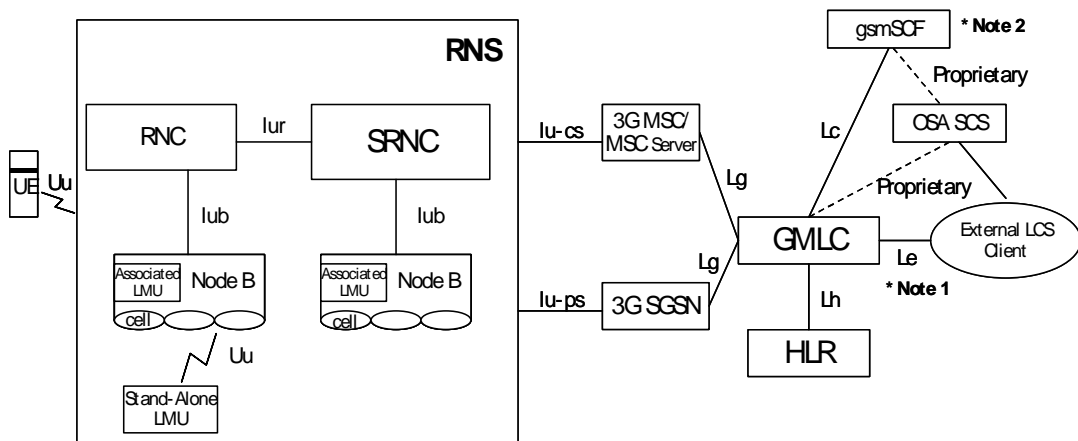 gsmSCF
* Note 2
RNS
Proprietary
RNC
Iur
SRNC
Iu-cs
3G MSC/
MSC Server
Lc
OSA SCS
UE
Uu
Lg
Proprietary
Iub
Iub
GMLC
Le
External LCS
Client
Associated
LMU
Node B
Associated
LMU
Node B
Lg
* Note 1
cell
cell
Iu-ps
3G SGSN
Lh
Uu
HLR
Stand-Alone
LMU